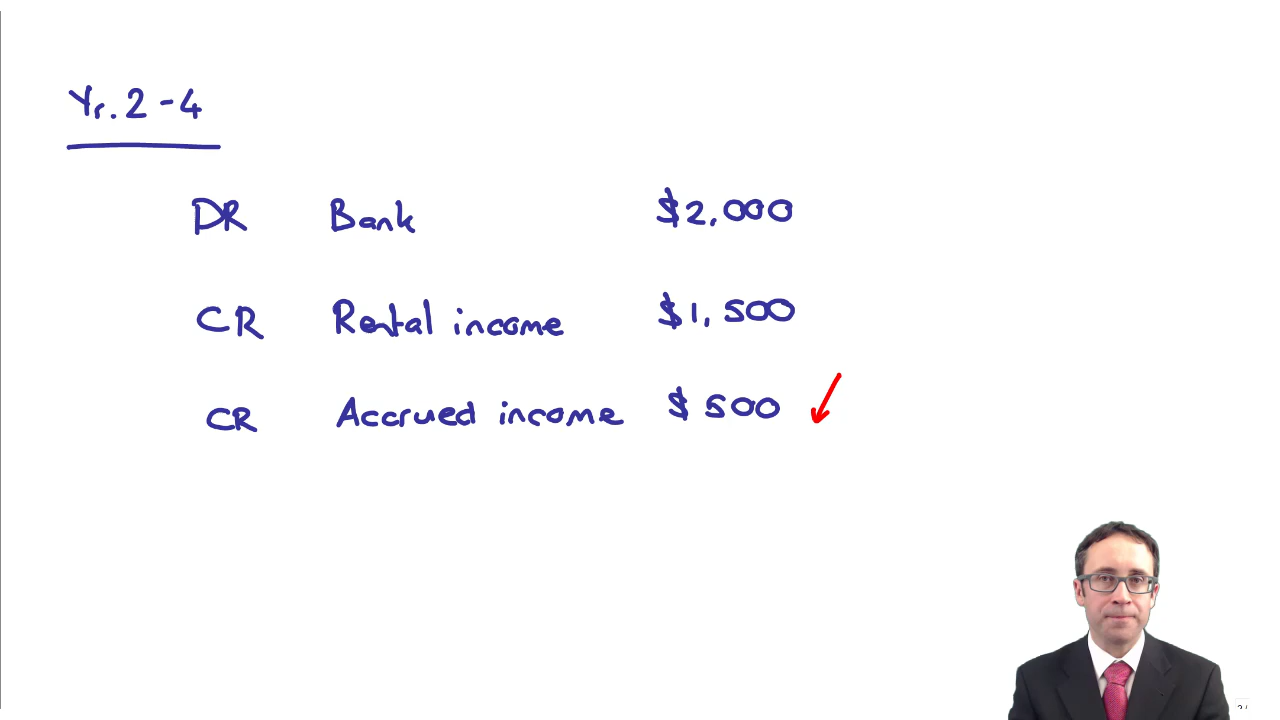 Yr. 2 - 4
DR Bank $2,000
CR Rental income $1,500
CR Accrued income $500